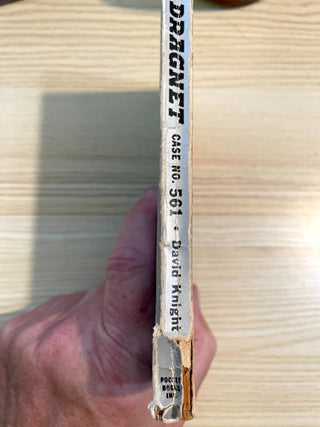 DRAGNET CASE NO. 561 • David Knight
POCKET
BOOKS
INC